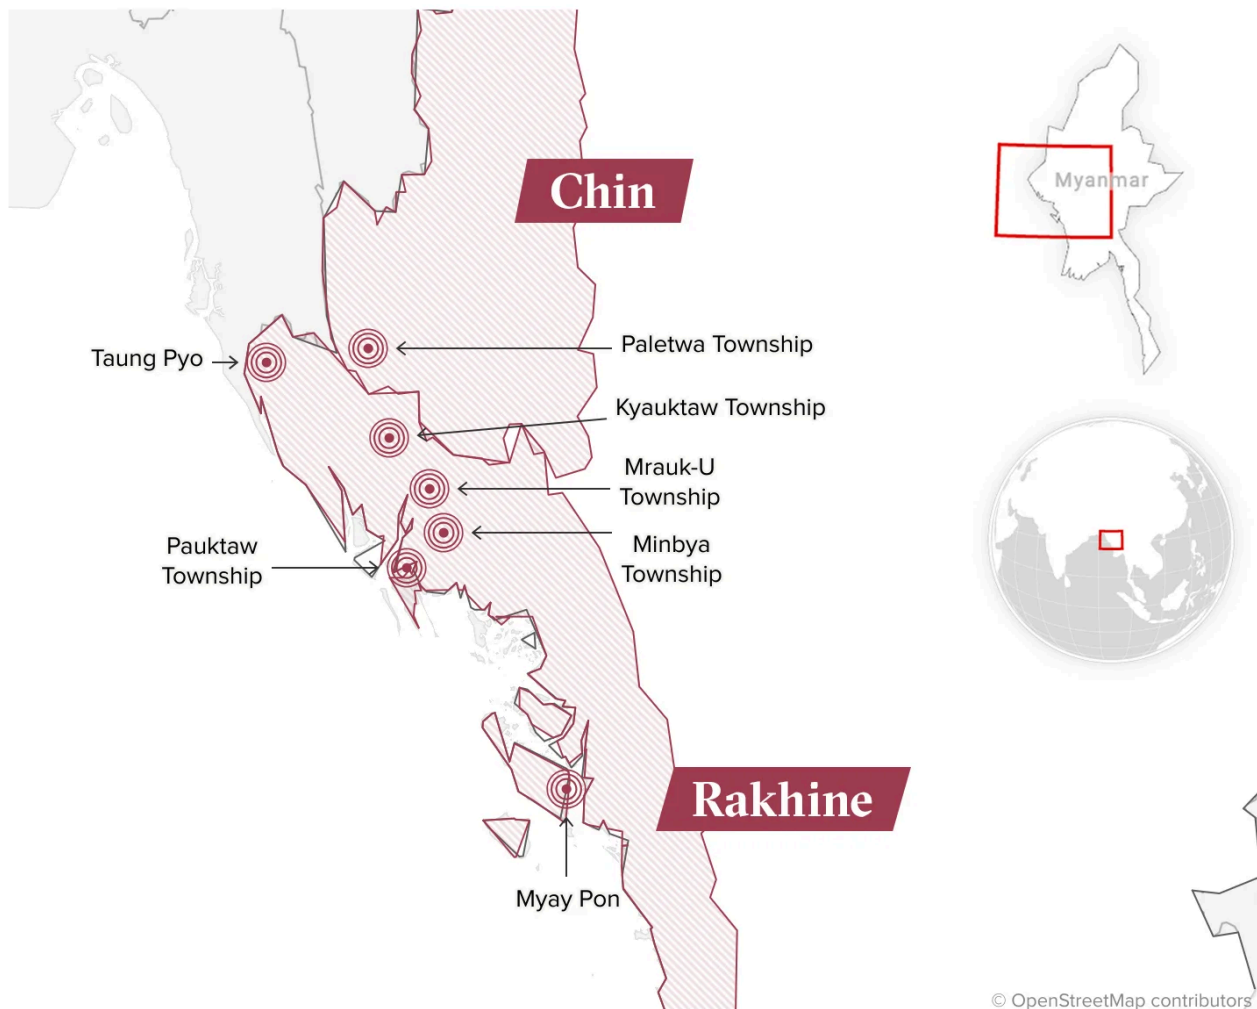 Chin
Myanmar
Taung Pyo
Paletwa Township
Kyauktaw Township
Mrauk-U
Township
Pauktaw
Township
Minbya
Township
Rakhine
Myay Pon
© OpenStreetMap contributors